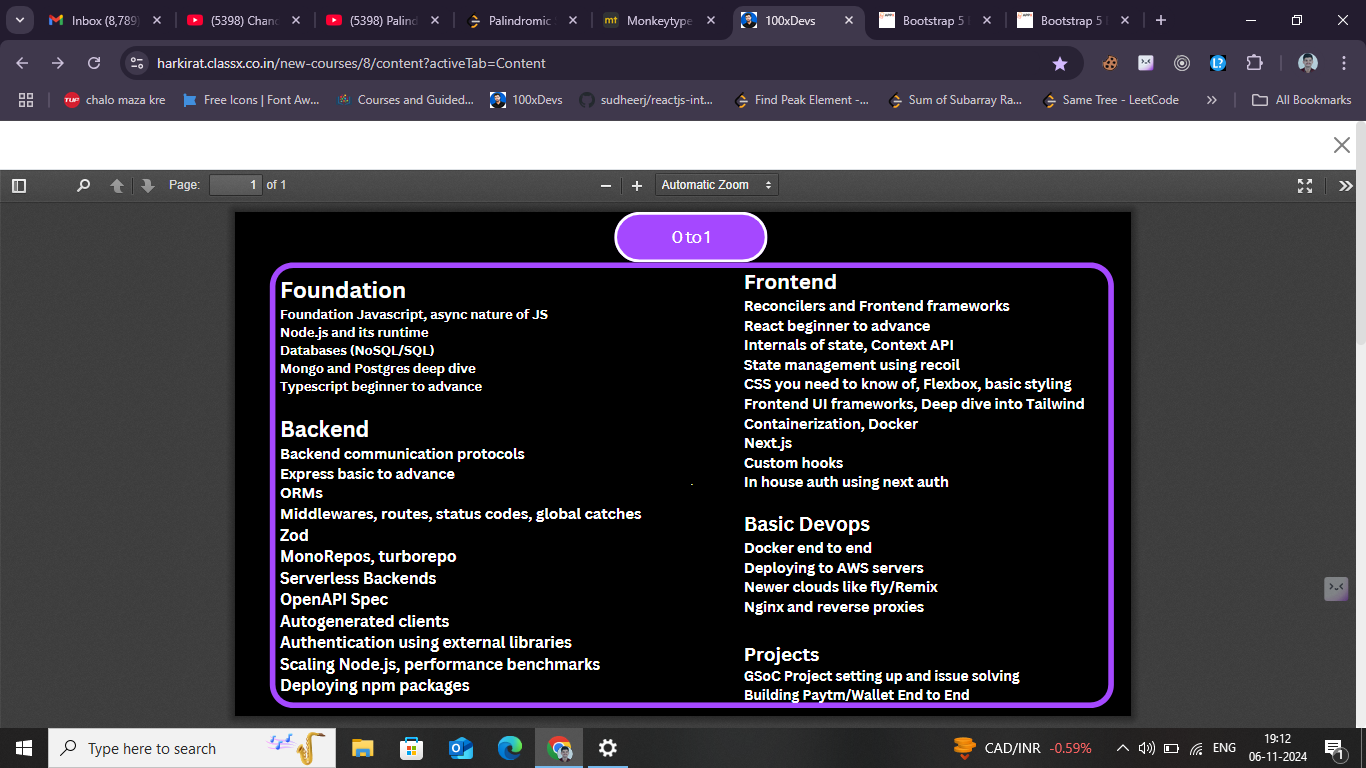 Inbox (8,789)
(5398) Chanc
(5398) Palind
Palindromic
Monkeytype
100xDevs
Bootstrap 5
Bootstrap 5
harkirat.classx.co.in/new-courses/8/content?activeTab=Content
chalo maza kre
Free Icons | Font Aw...
Courses and Guided...
100xDevs
sudheerj/reactjs-int...
Find Peak Element -...
Sum of Subarray Ra...
Same Tree - LeetCode
All Bookmarks
Page: 1 of 1
Automatic Zoom
0 to 1
Foundation
Foundation Javascript, async nature of JS
Node.js and its runtime
Databases (NoSQL/SQL)
Mongo and Postgres deep dive
Typescript beginner to advance
Backend
Backend communication protocols
Express basic to advance
ORMs
Middlewares, routes, status codes, global catches
Zod
MonoRepos, turborepo
Serverless Backends
OpenAPI Spec
Autogenerated clients
Authentication using external libraries
Scaling Node.js, performance benchmarks
Deploying npm packages
Frontend
Reconcilers and Frontend frameworks
React beginner to advance
Internals of state, Context API
State management using recoil
CSS you need to know of, Flexbox, basic styling
Frontend UI frameworks, Deep dive into Tailwind
Containerization, Docker
Next.js
Custom hooks
In house auth using next auth
Basic Devops
Docker end to end
Deploying to AWS servers
Newer clouds like fly/Remix
Nginx and reverse proxies
Projects
GSoC Project setting up and issue solving
Building Paytm/Wallet End to End
Type here to search
CAD/INR -0.59%
ENG
19:12
06-11-2024
1